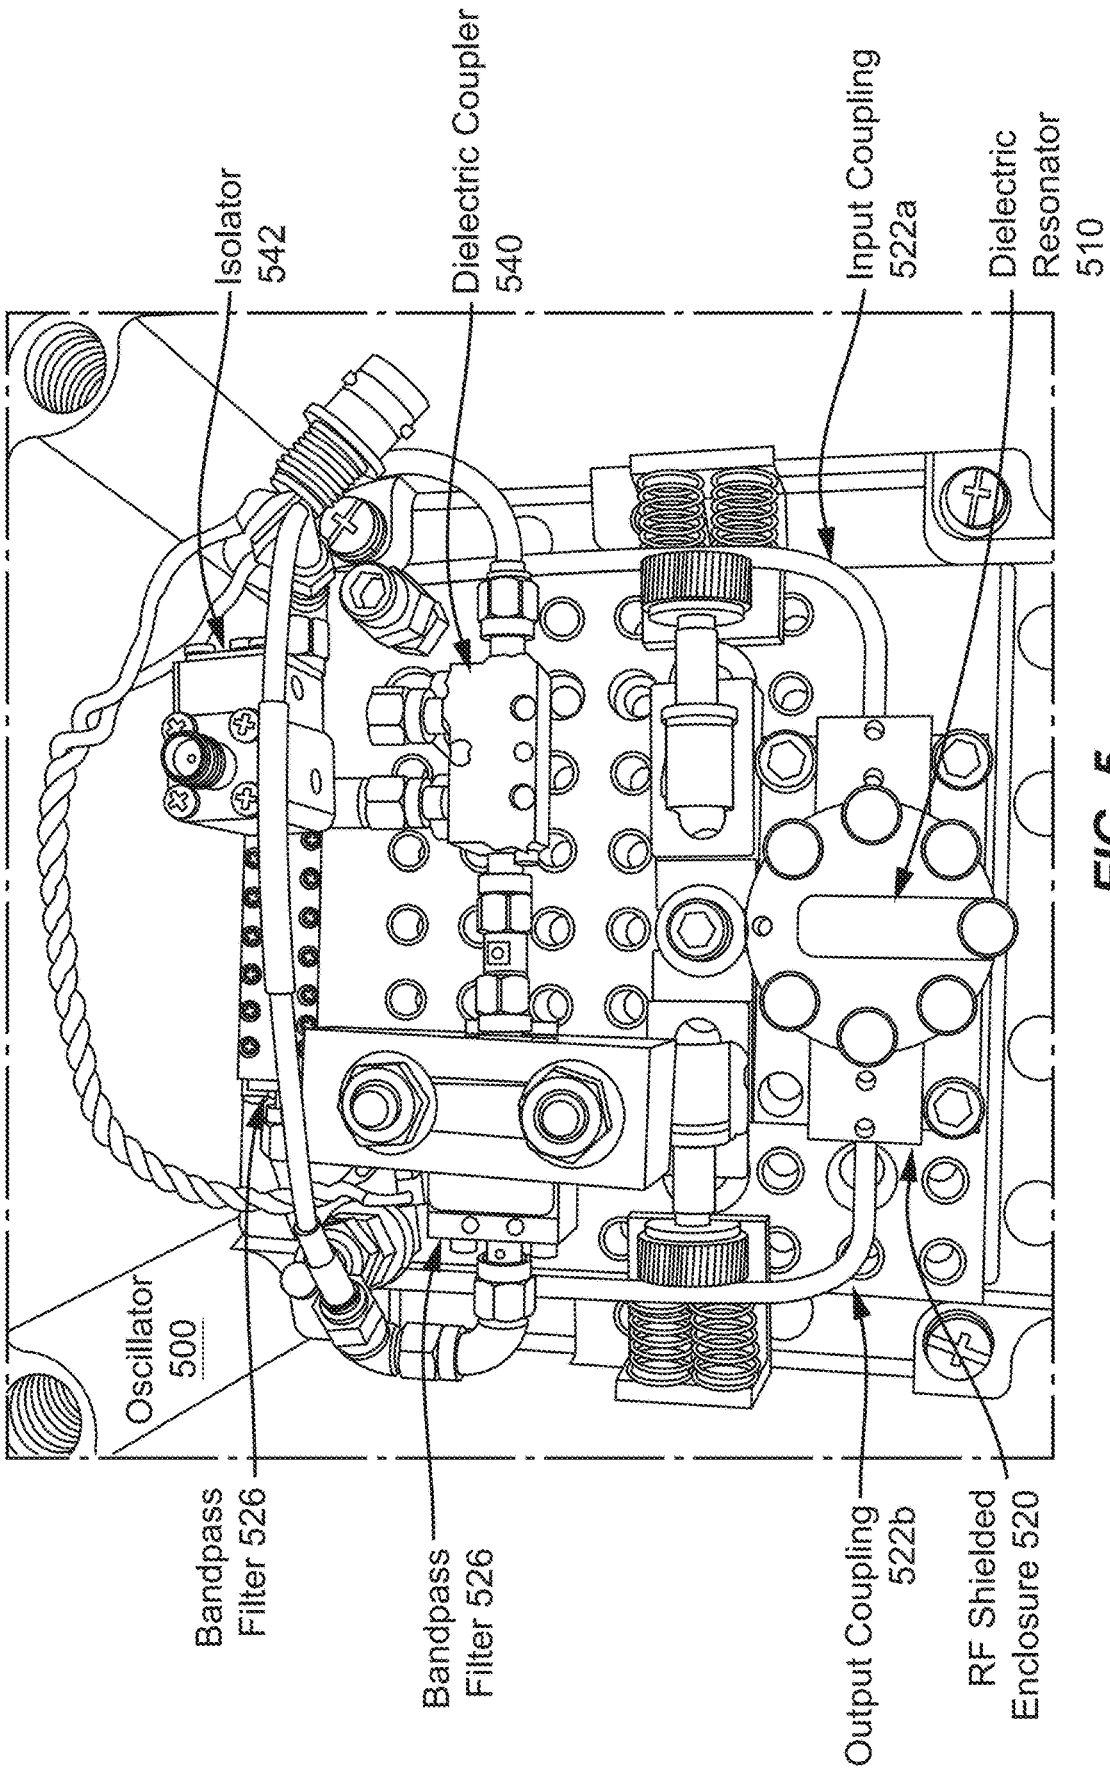 Isolator
542
Dielectric Coupler
540
Input Coupling
522a
Dielectric
Resonator
510
Oscillator
500
Bandpass
Filter 526
Bandpass
Filter 526
Output Coupling
522b
RF Shielded
Enclosure 520
FIG. 5